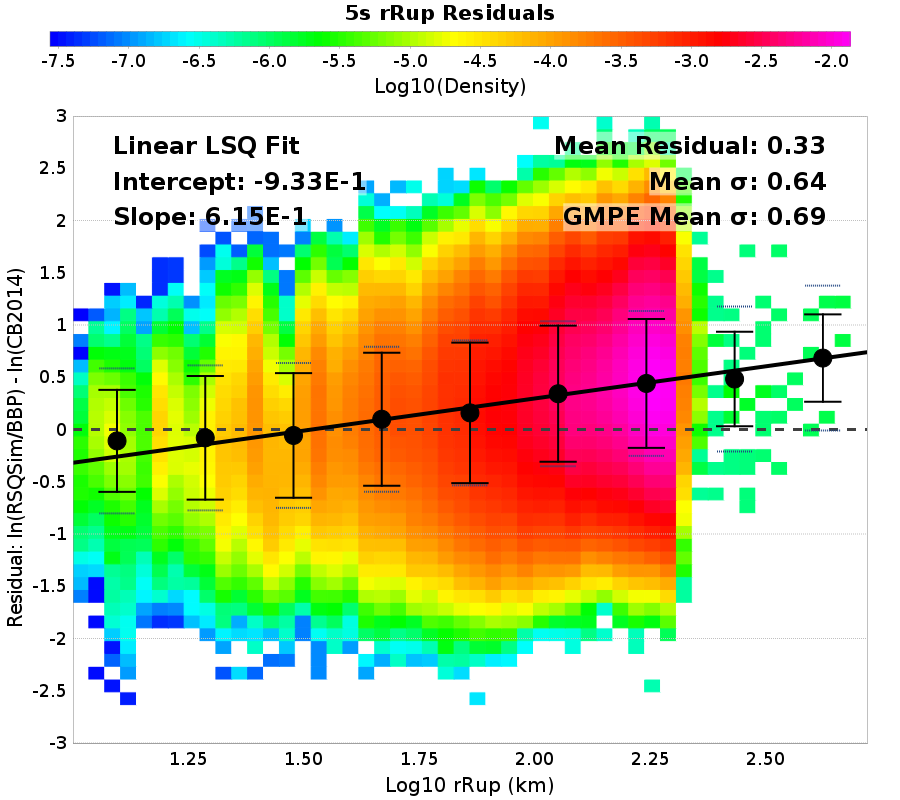 5s rRup Residuals
-7.5 -7.0 -6.5 -6.0 -5.5 -5.0 -4.5 -4.0 -3.5 -3.0 -2.5 -2.0
Log10(Density)
Linear LSQ Fit
Intercept: -9.33E-1
Slope: 6.15E-1
Mean Residual: 0.33
Mean σ: 0.64
GMPE Mean σ: 0.69
Residual: ln(RSQSim/BBP) - ln(CB2014)
3
2.5
2
1.5
1
0.5
0
-0.5
-1
-1.5
-2
-2.5
-3
1.25 1.50 1.75 2.00 2.25 2.50
Log10 rRup (km)